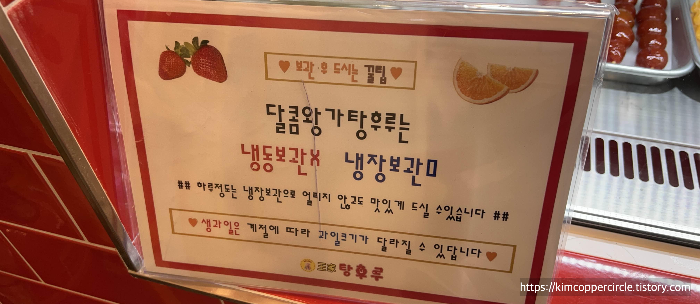 ♥ 보관 후 드시는 꿀팁 ♥
달콤왕가탕후루는
냉동보관X 냉장보관O
## 하루정도는 냉장보관으로 얼리지 않고도 맛있게 드실 수있습니다 ##
♥ 생과일은 계절에 따라 과일크기가 달라질 수 있답니다 ♥
탕후루
https://kimcoppercircle.tistory.com